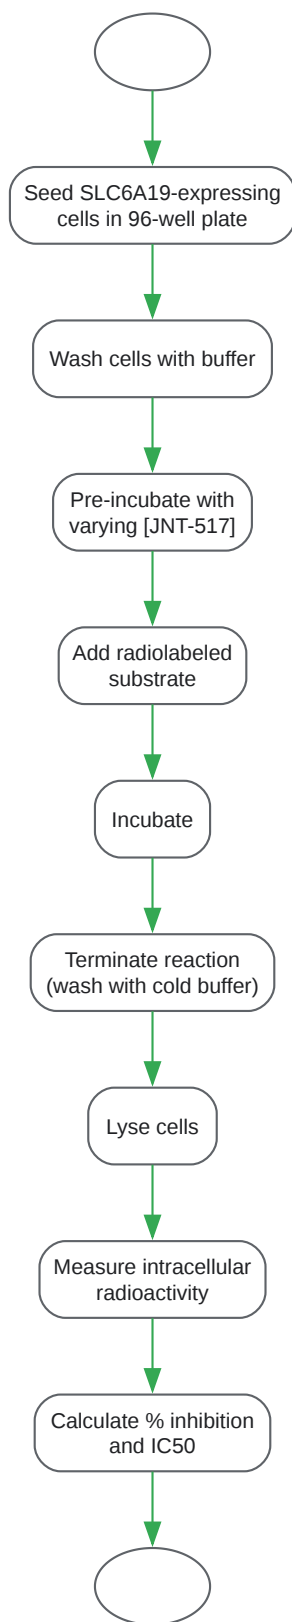 Seed SLC6A19-expressing
cells in 96-well plate
Wash cells with buffer
Pre-incubate with
varying [JNT-517]
Add radiolabeled
substrate
Incubate
Terminate reaction
(wash with cold buffer)
Lyse cells
Measure intracellular
radioactivity
Calculate % inhibition
and IC50